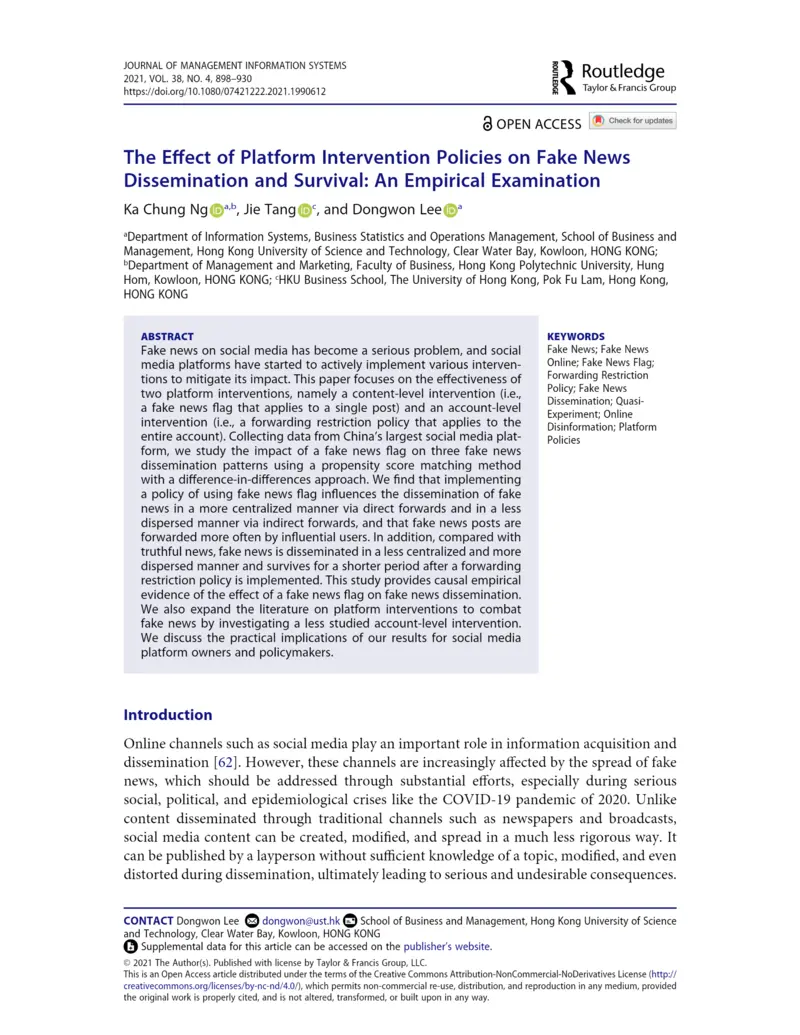 JOURNAL OF MANAGEMENT INFORMATION SYSTEMS
2021, VOL. 38, NO. 4, 898–930
https://doi.org/10.1080/07421222.2021.1990612
ROUTLEDGE
Routledge
Taylor & Francis Group
OPEN ACCESS
Check for updates
The Effect of Platform Intervention Policies on Fake News
Dissemination and Survival: An Empirical Examination
Ka Chung Ng iD a,b, Jie Tang iD c, and Dongwon Lee iD a
aDepartment of Information Systems, Business Statistics and Operations Management, School of Business and
Management, Hong Kong University of Science and Technology, Clear Water Bay, Kowloon, HONG KONG;
bDepartment of Management and Marketing, Faculty of Business, Hong Kong Polytechnic University, Hung
Hom, Kowloon, HONG KONG; cHKU Business School, The University of Hong Kong, Pok Fu Lam, Hong Kong,
HONG KONG
ABSTRACT
Fake news on social media has become a serious problem, and social
media platforms have started to actively implement various interven-
tions to mitigate its impact. This paper focuses on the effectiveness of
two platform interventions, namely a content-level intervention (i.e.,
a fake news flag that applies to a single post) and an account-level
intervention (i.e., a forwarding restriction policy that applies to the
entire account). Collecting data from China's largest social media plat-
form, we study the impact of a fake news flag on three fake news
dissemination patterns using a propensity score matching method
with a difference-in-differences approach. We find that implementing
a policy of using fake news flag influences the dissemination of fake
news in a more centralized manner via direct forwards and in a less
dispersed manner via indirect forwards, and that fake news posts are
forwarded more often by influential users. In addition, compared with
truthful news, fake news is disseminated in a less centralized and more
dispersed manner and survives for a shorter period after a forwarding
restriction policy is implemented. This study provides causal empirical
evidence of the effect of a fake news flag on fake news dissemination.
We also expand the literature on platform interventions to combat
fake news by investigating a less studied account-level intervention.
We discuss the practical implications of our results for social media
platform owners and policymakers.
KEYWORDS
Fake News; Fake News
Online; Fake News Flag;
Forwarding Restriction
Policy; Fake News
Dissemination; Quasi-
Experiment; Online
Disinformation; Platform
Policies
Introduction
Online channels such as social media play an important role in information acquisition and
dissemination [62]. However, these channels are increasingly affected by the spread of fake
news, which should be addressed through substantial efforts, especially during serious
social, political, and epidemiological crises like the COVID-19 pandemic of 2020. Unlike
content disseminated through traditional channels such as newspapers and broadcasts,
social media content can be created, modified, and spread in a much less rigorous way. It
can be published by a layperson without sufficient knowledge of a topic, modified, and even
distorted during dissemination, ultimately leading to serious and undesirable consequences.
CONTACT Dongwon Lee dongwon@ust.hk School of Business and Management, Hong Kong University of Science
and Technology, Clear Water Bay, Kowloon, HONG KONG
Supplemental data for this article can be accessed on the publisher's website.
© 2021 The Author(s). Published with license by Taylor & Francis Group, LLC.
This is an Open Access article distributed under the terms of the Creative Commons Attribution-NonCommercial-NoDerivatives License (http://
creativecommons.org/licenses/by-nc-nd/4.0/), which permits non-commercial re-use, distribution, and reproduction in any medium, provided
the original work is properly cited, and is not altered, transformed, or built upon in any way.